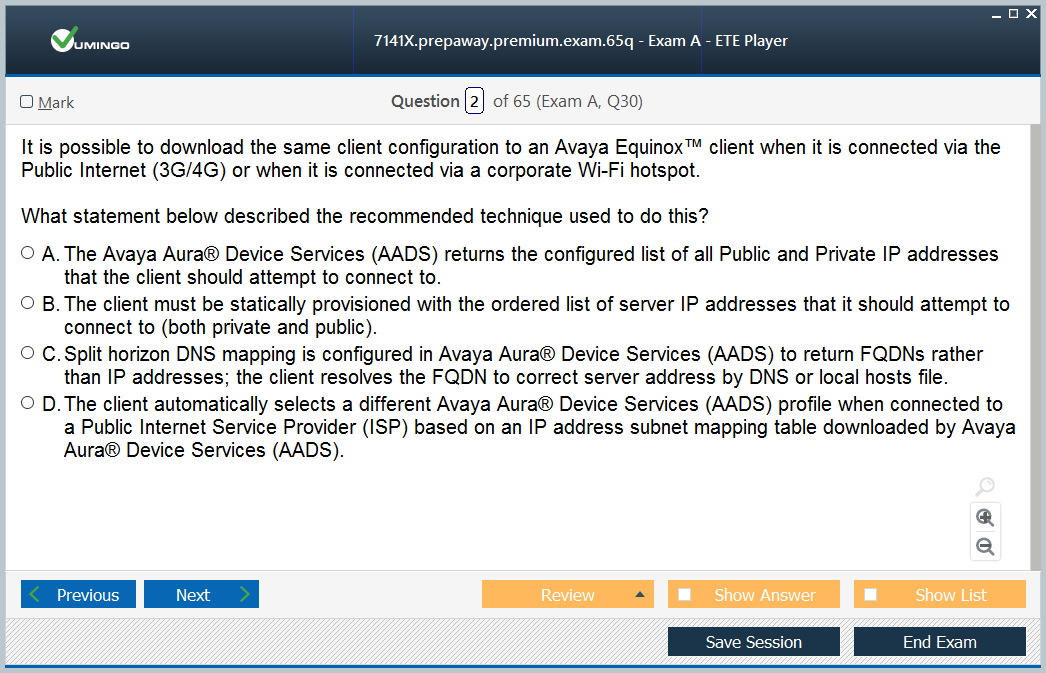 VUMINGO
7141X.prepaway.premium.exam.65q - Exam A - ETE Player
Mark
Question 2 of 65 (Exam A, Q30)
It is possible to download the same client configuration to an Avaya Equinox™ client when it is connected via the
Public Internet (3G/4G) or when it is connected via a corporate Wi-Fi hotspot.
What statement below described the recommended technique used to do this?
A. The Avaya Aura® Device Services (AADS) returns the configured list of all Public and Private IP addresses
that the client should attempt to connect to.
B. The client must be statically provisioned with the ordered list of server IP addresses that it should attempt to
connect to (both private and public).
C. Split horizon DNS mapping is configured in Avaya Aura® Device Services (AADS) to return FQDNs rather
than IP addresses; the client resolves the FQDN to correct server address by DNS or local hosts file.
D. The client automatically selects a different Avaya Aura® Device Services (AADS) profile when connected to
a Public Internet Service Provider (ISP) based on an IP address subnet mapping table downloaded by Avaya
Aura® Device Services (AADS).
Previous
Next
Review
Show Answer
Show List
Save Session
End Exam